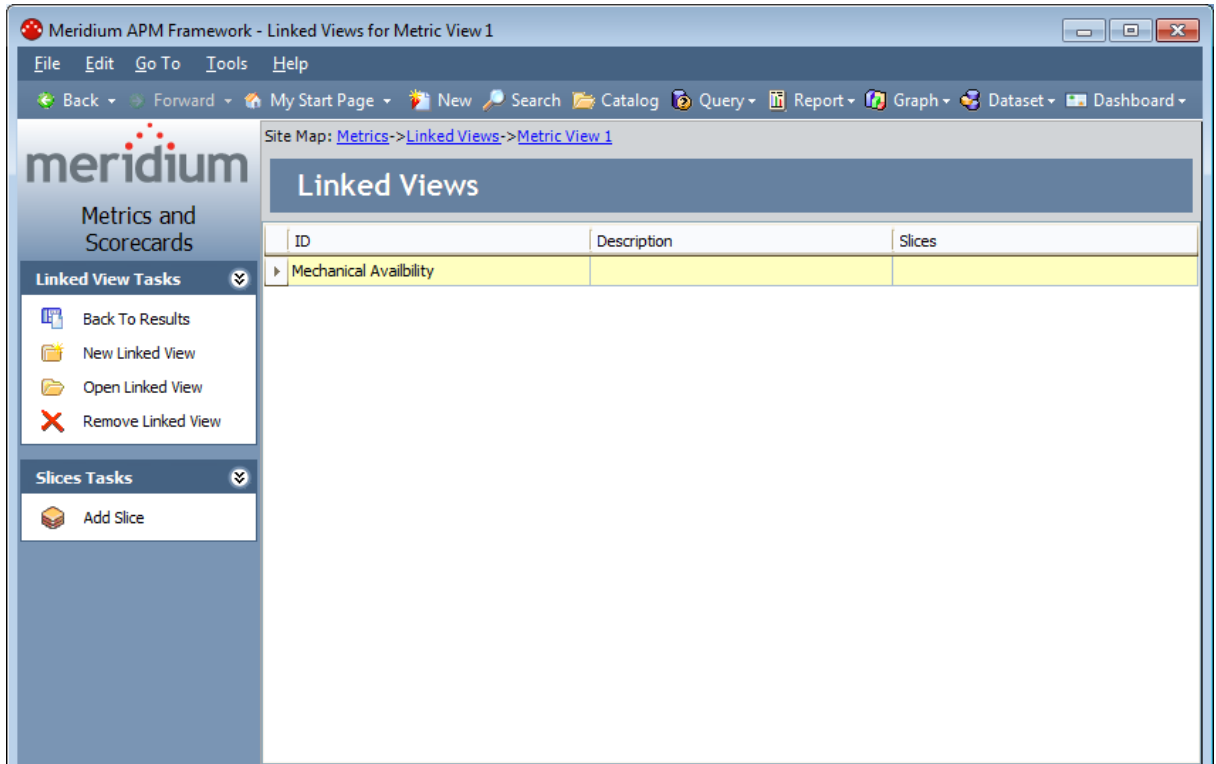 Meridium APM Framework - Linked Views for Metric View 1
File Edit Go To Tools Help
Back Forward My Start Page New Search Catalog Query Report Graph Dataset Dashboard
meridium
Metrics and
Scorecards
Linked View Tasks
Back To Results
New Linked View
Open Linked View
Remove Linked View
Slices Tasks
Add Slice
Site Map: Metrics->Linked Views->Metric View 1
Linked Views
ID Description Slices
Mechanical Availbility